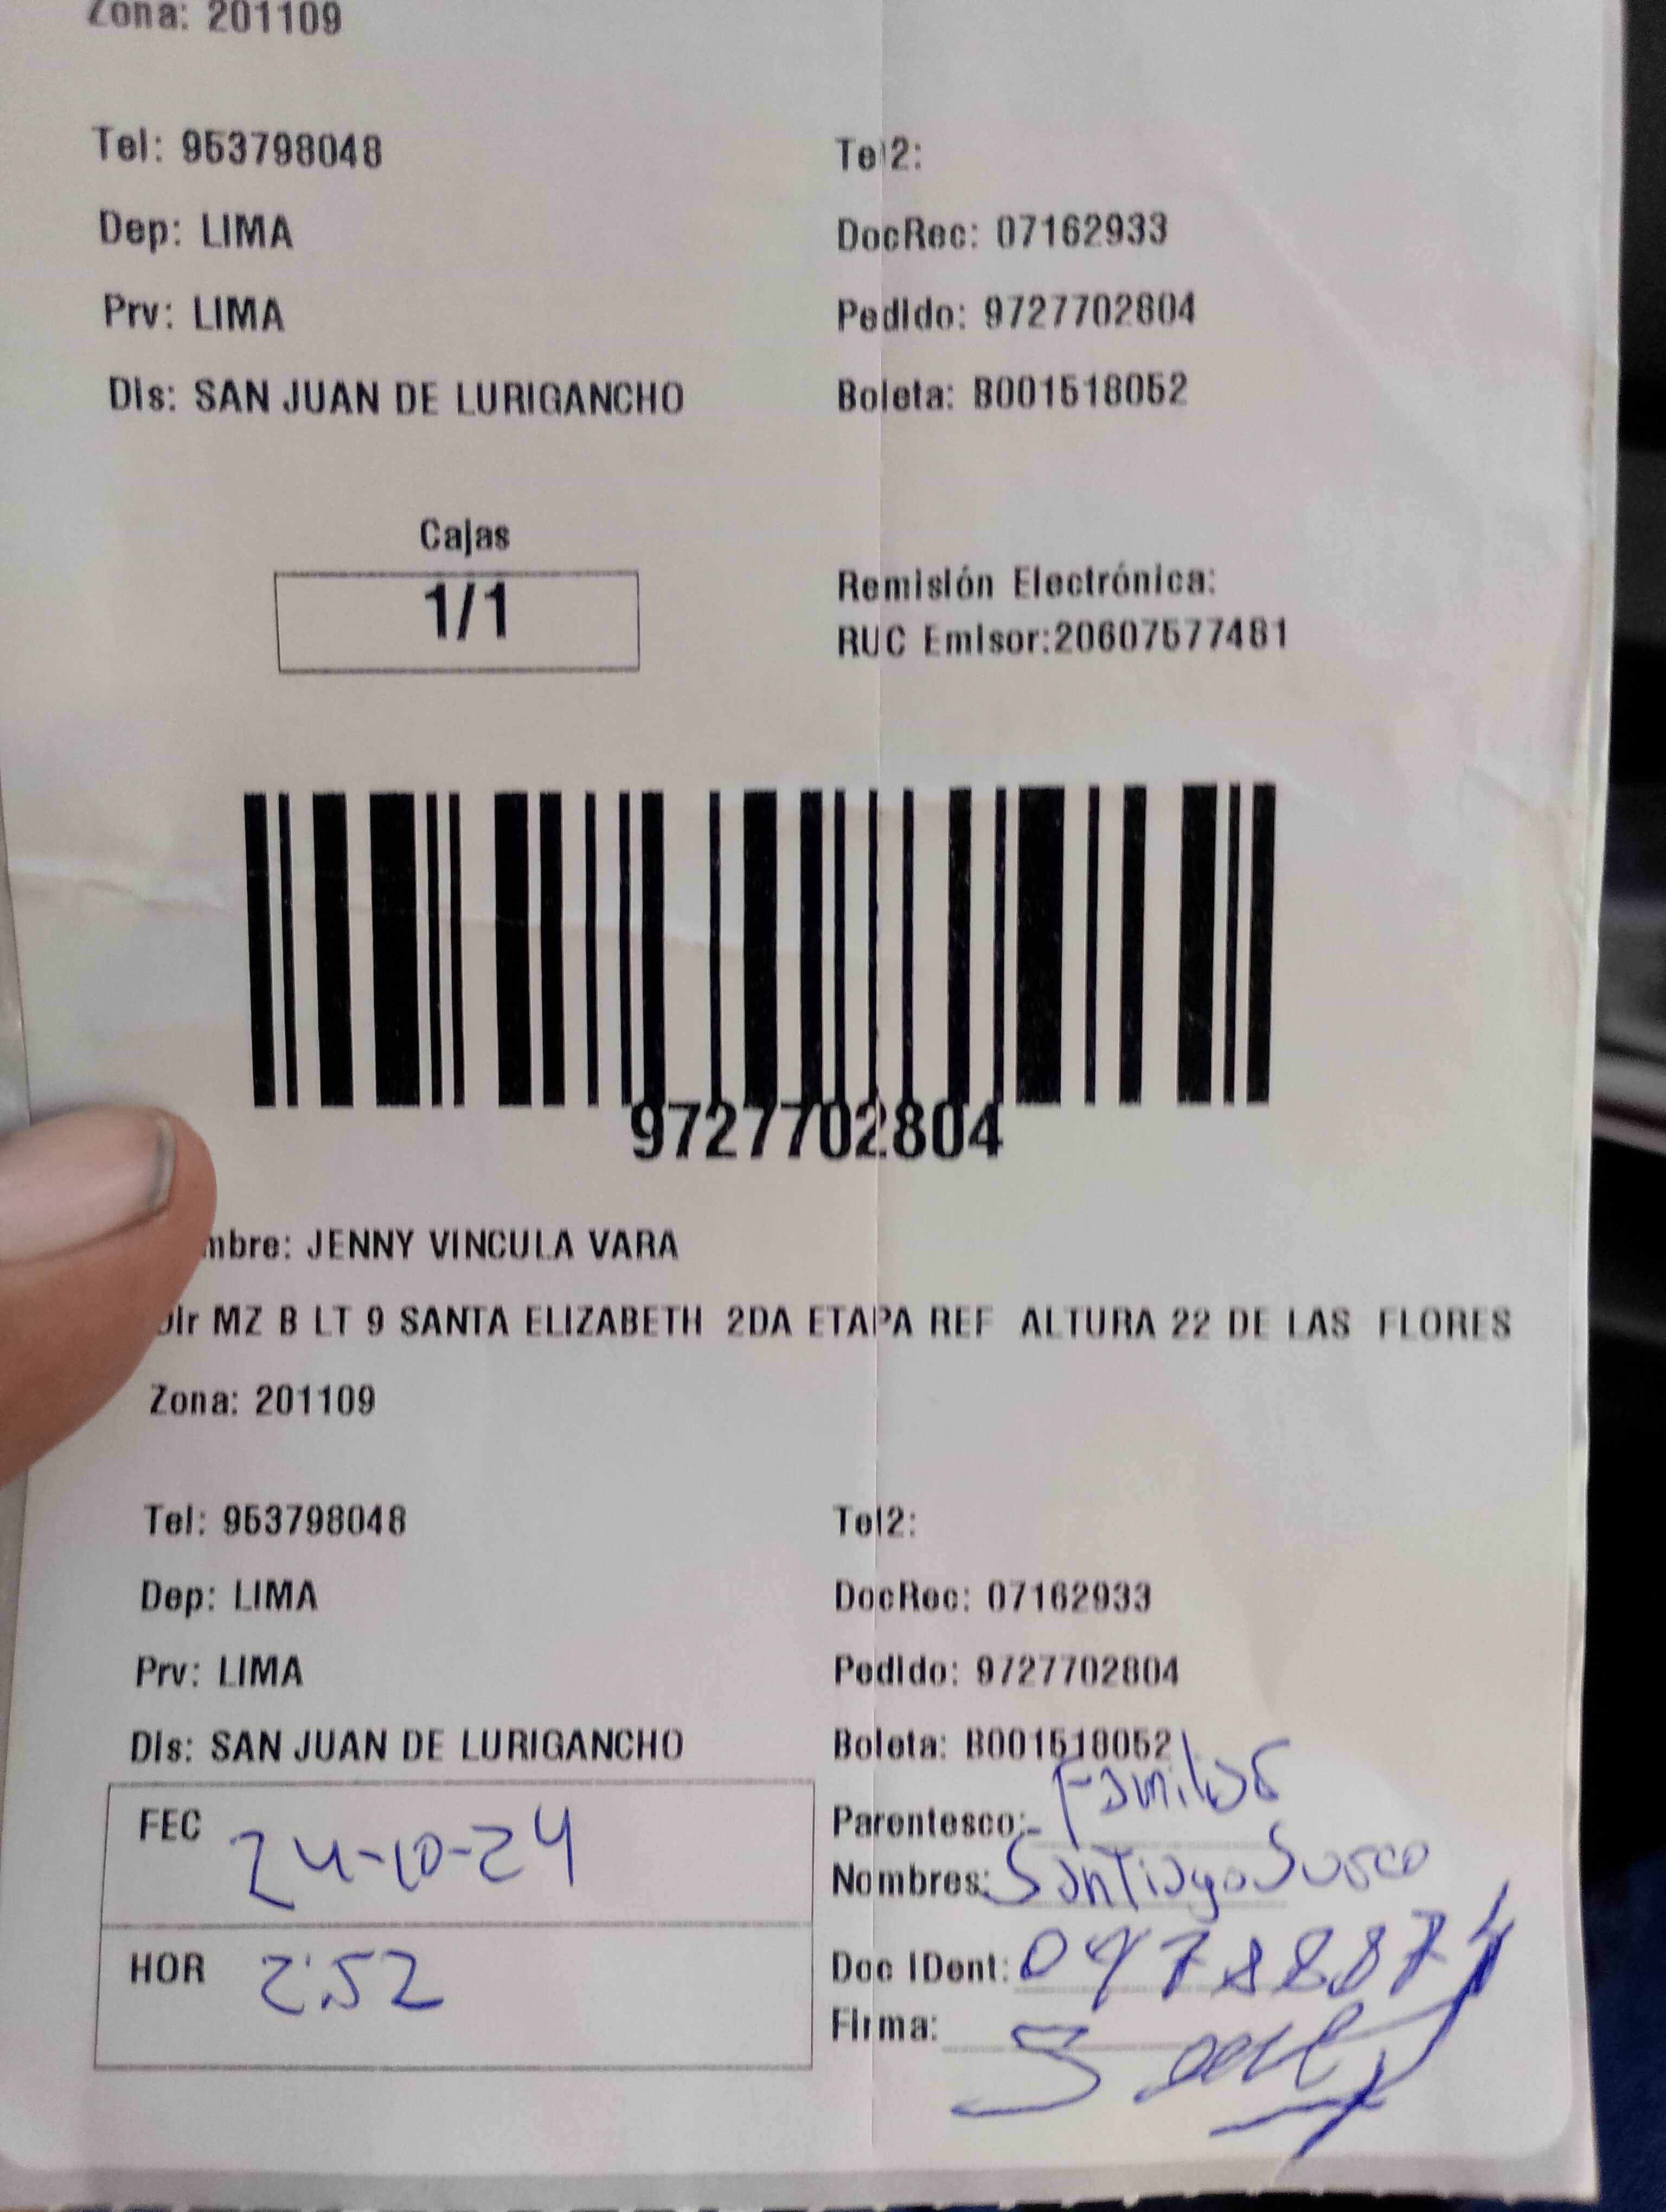 Zona: 201109
Tel: 953798048 Tel2:
Dep: LIMA DocRec: 07162933
Prv: LIMA Pedido: 9727702804
Dis: SAN JUAN DE LURIGANCHO Boleta: B001518052
Cajas
1/1
Remisión Electrónica:
RUC Emisor:20607577481
9727702804
mbre: JENNY VINCULA VARA
Dir MZ B LT 9 SANTA ELIZABETH 2DA ETAPA REF ALTURA 22 DE LAS FLORES
Zona: 201109
Tel: 953798048 Tel2:
Dep: LIMA DocRec: 07162933
Prv: LIMA Pedido: 9727702804
Dis: SAN JUAN DE LURIGANCHO Boleta: B001518052
FEC 24-10-24
Parentesco: Familiar
Nombres: Santiago
HOR 2:52
Doc IDent:
Firma: